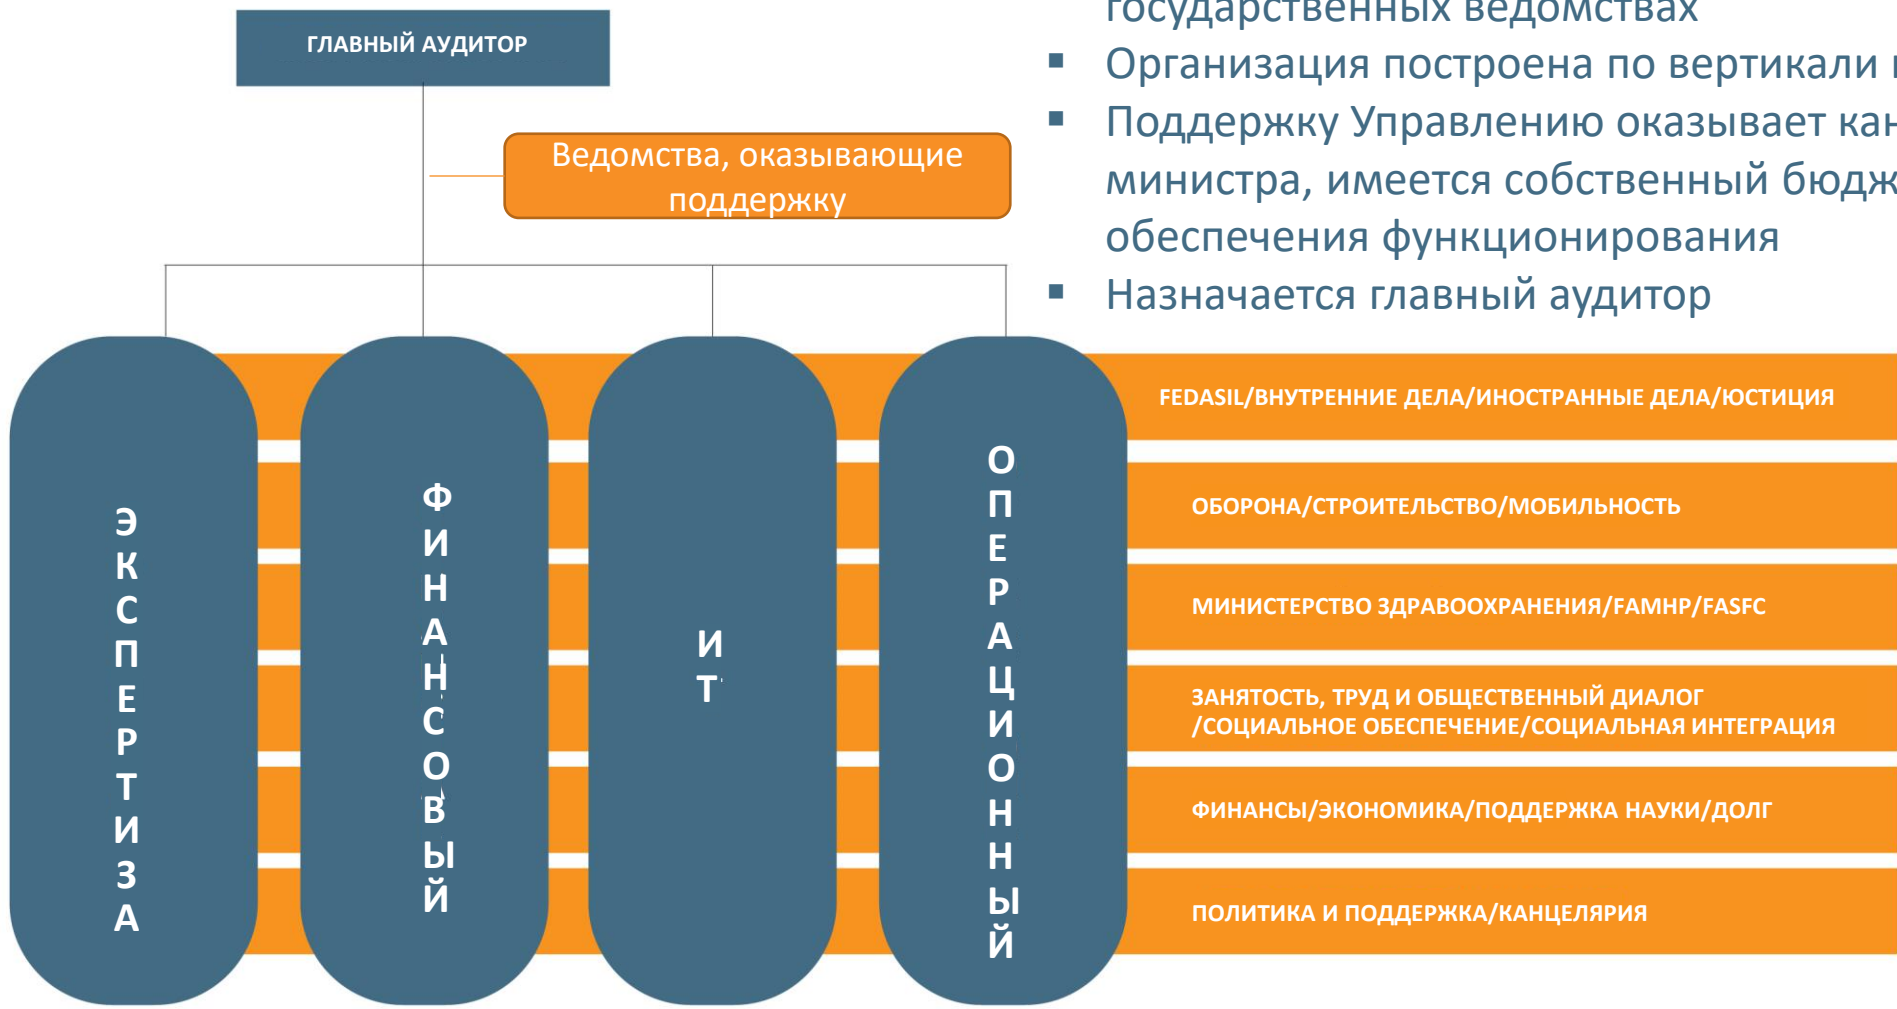 ГЛАВНЫЙ АУДИТОР
Ведомства, оказывающие
поддержку
государственных ведомствах
Организация построена по вертикали
Поддержку Управлению оказывает
министра, имеется собственный
обеспечения функционирования
Назначается главный аудитор
ЭКСПЕРТИЗА
ФИНАНСОВЫЙ
ИТ
ОПЕРАЦИОННЫЙ
FEDASIL/ВНУТРЕННИЕ ДЕЛА/ИНОСТРАННЫЕ ДЕЛА/ЮСТИЦИЯ
ОБОРОНА/СТРОИТЕЛЬСТВО/МОБИЛЬНОСТЬ
МИНИСТЕРСТВО ЗДРАВООХРАНЕНИЯ/FAMHP/FASFC
ЗАНЯТОСТЬ, ТРУД И ОБЩЕСТВЕННЫЙ ДИАЛОГ
/СОЦИАЛЬНОЕ ОБЕСПЕЧЕНИЕ/СОЦИАЛЬНАЯ ИНТЕГРАЦИЯ
ФИНАНСЫ/ЭКОНОМИКА/ПОДДЕРЖКА НАУКИ/ДОЛГ
ПОЛИТИКА И ПОДДЕРЖКА/КАНЦЕЛЯРИЯ